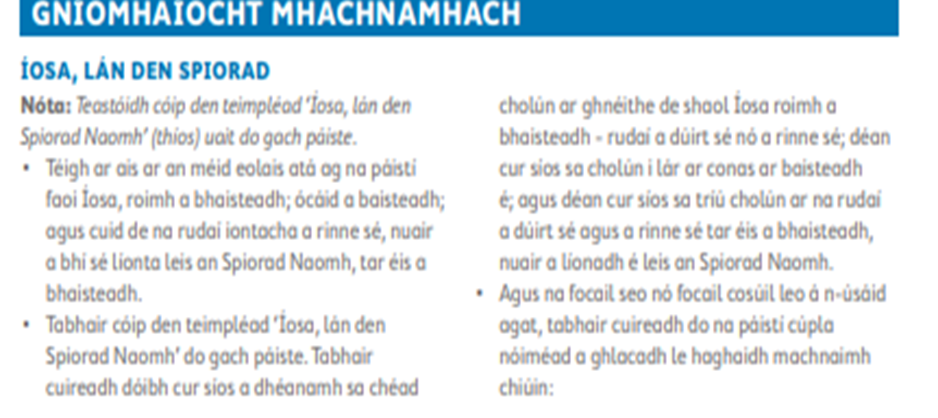 GNÍOMHAÍOCHT MHACHNAMHACH
ÍOSA, LÁN DEN SPIORAD
Nóta: Teastóidh cóip den teimpléad ‘Íosa, lán den
Spiorad Naomh’ (thíos) uait do gach páiste.
• Téigh ar ais ar an méid eolais atá ag na páistí
faoi Íosa, roimh a bhaisteadh; ócáid a baisteadh;
agus cuid de na rudaí iontacha a rinne sé, nuair
a bhí sé líonta leis an Spiorad Naomh, tar éis a
bhaisteadh.
• Tabhair cóip den teimpléad ‘Íosa, lán den
Spiorad Naomh’ do gach páiste. Tabhair
cuireadh dóibh cur síos a dhéanamh sa chéad
cholún ar ghnéithe de shaol Íosa roimh a
bhaisteadh - rudaí a dúirt sé nó a rinne sé; déan
cur síos sa cholún i lár ar conas ar baisteadh
é; agus déan cur síos sa tríú cholún ar na rudaí
a dúirt sé agus a rinne sé tar éis a bhaisteadh,
nuair a líonadh é leis an Spiorad Naomh.
• Agus na focail seo nó focail cosúil leo á n-úsáid
agat, tabhair cuireadh do na páistí cúpla
nóiméad a ghlacadh le haghaidh machnaimh
chiúin: